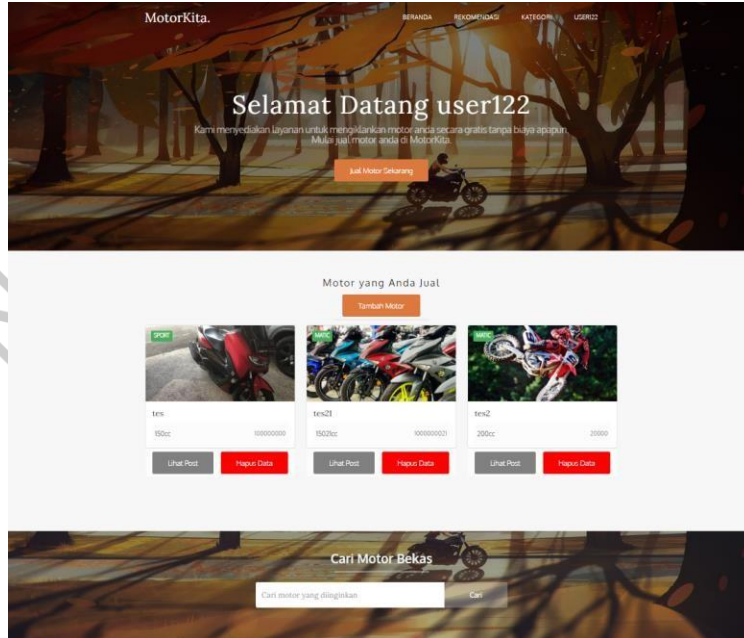 MotorKita.
BERANDA REKOMENDASI KATEGORI USER122
Selamat Datang user122
Kami menyediakan layanan untuk mengiklankan motor anda secara gratis tanpa biaya apapun.
Mulai jual motor anda di MotorKita.
Jual Motor Sekarang
Motor yang Anda Jual
Tambah Motor
SPORT MATIC MATIC
tes tes21 tes2
150cc 15021cc 200cc 20000
Lihat Post Hapus Data Lihat Post Hapus Data Lihat Post Hapus Data
Cari Motor Bekas
Cari motor yang diinginkan Cari